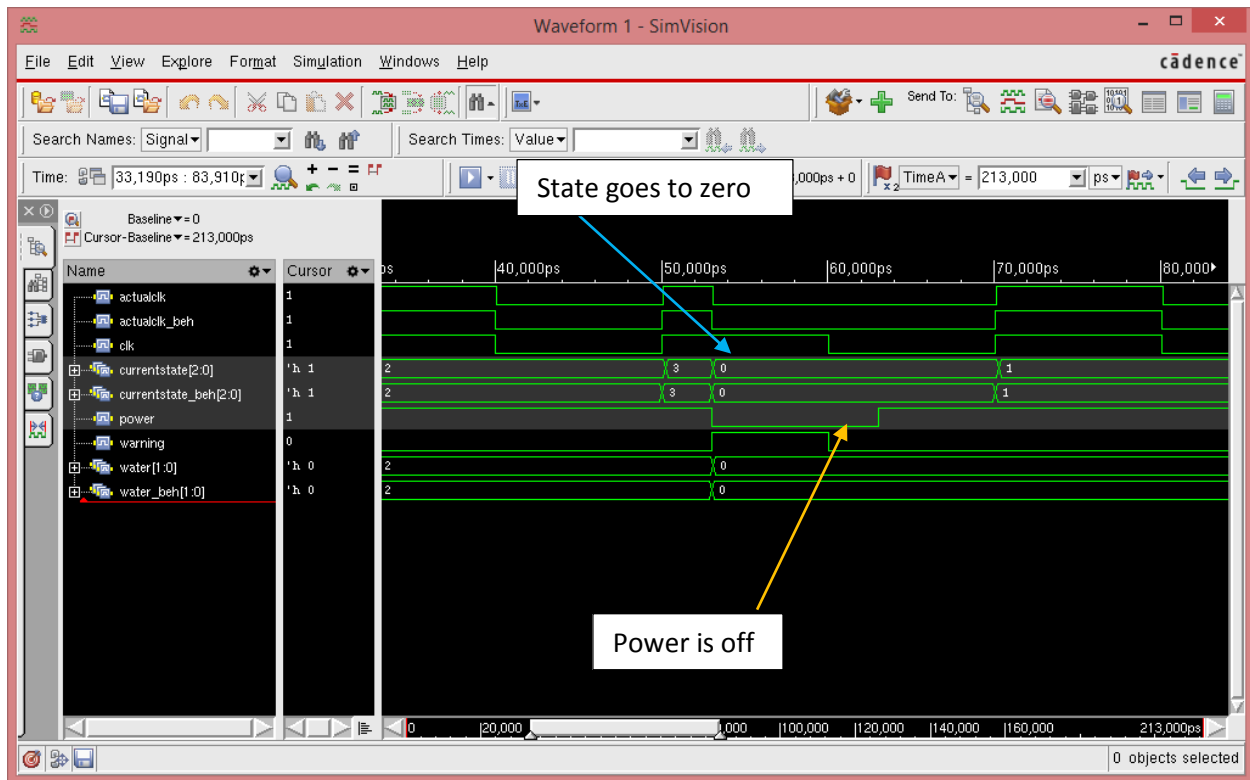 Waveform 1 - SimVision
File Edit View Explore Format Simulation Windows Help cādence
Send To:
Search Names: Signal Search Times: Value
Time: 33,190ps : 83,910p ,000ps + 0 TimeA = 213,000 ps
State goes to zero
Baseline = 0
Cursor-Baseline = 213,000ps
Name Cursor ps 40,000ps 50,000ps 60,000ps 70,000ps 80,000
actualclk 1
actualclk_beh 1
clk 1
currentstate[2:0] 'h 1 2 3 0 1
currentstate_beh[2:0] 'h 1 2 3 0 1
power 1
warning 0
water[1:0] 'h 0 2 0
water_beh[1:0] 'h 0 2 0
Power is off
0 20,000 ,000 100,000 120,000 140,000 160,000 213,000ps
0 objects selected